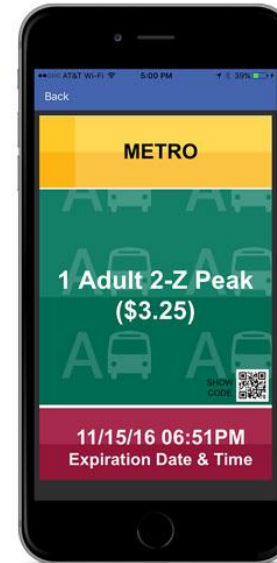 AT&T Wi-Fi 5:00 PM 39%
Back
METRO
A A
A A
1 Adult 2-Z Peak
($3.25)
A A
SHOW
CODE
11/15/16 06:51PM
Expiration Date & Time